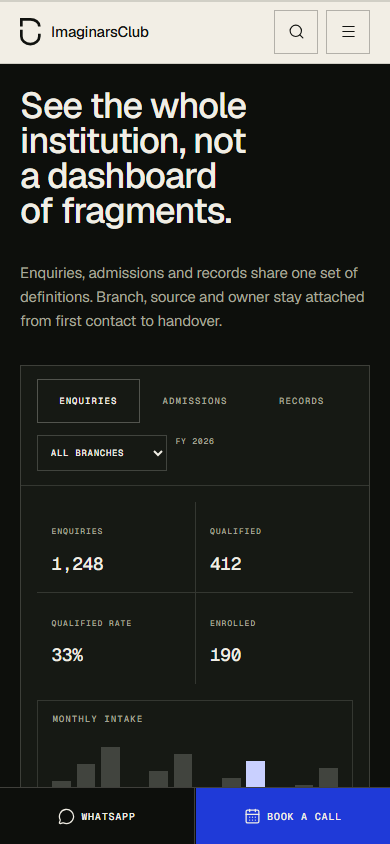 ImaginarsClub
See the whole
institution, not
a dashboard
of fragments.
Enquiries, admissions and records share one set of
definitions. Branch, source and owner stay attached
from first contact to handover.
ENQUIRIES
ADMISSIONS
RECORDS
ALL BRANCHES
FY 2026
ENQUIRIES
QUALIFIED
1,248
412
QUALIFIED RATE
ENROLLED
33%
190
MONTHLY INTAKE
WHATSAPP
BOOK A CALL